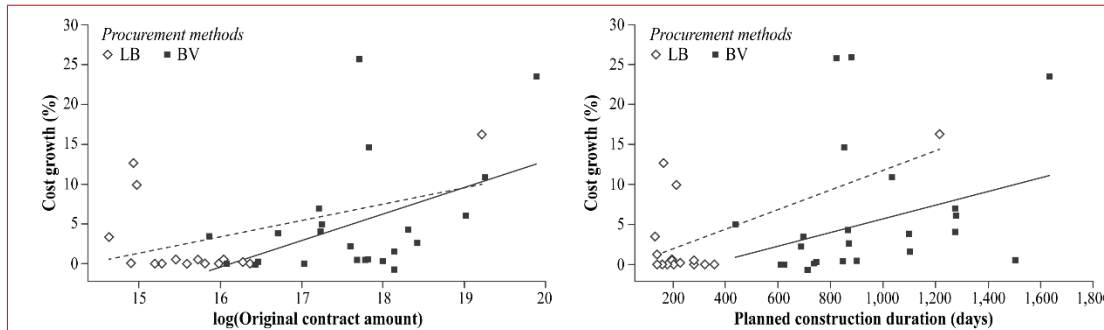 Procurement methods
LB BV
Cost growth (%)
30
25
20
15
10
5
0
15 16 17 18 19 20
log(Original contract amount)
Procurement methods
LB BV
Cost growth (%)
30
25
20
15
10
5
0
200 400 600 800 1,000 1,200 1,400 1,600 1,800
Planned construction duration (days)